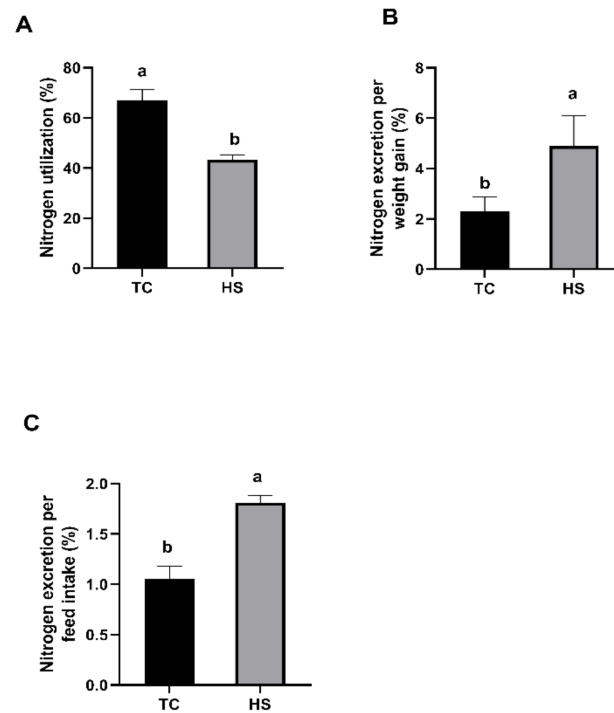 A
Nitrogen utilization (%)
80
60
40
20
0
a
b
TC
HS
B
Nitrogen excretion per
weight gain (%)
8
6
4
2
0
b
a
TC
HS
C
Nitrogen excretion per
feed intake (%)
2.0
1.5
1.0
0.5
0.0
b
a
TC
HS